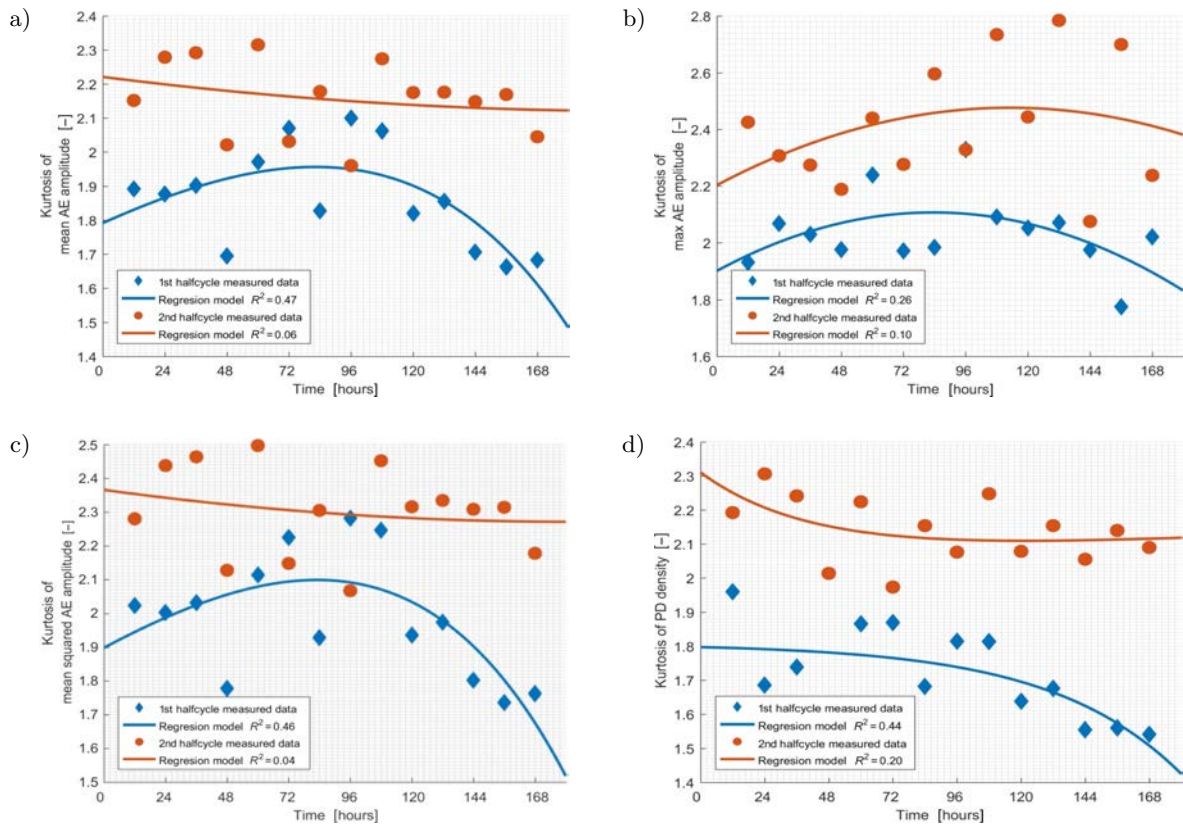 a)
2.4
2.3
2.2
2.1
2
1.9
1.8
1.7
1.6
1.5
1.4
Kurtosis of
mean AE amplitude [–]
1st halfcycle measured data
Regresion model R² = 0.47
2nd halfcycle measured data
Regresion model R² = 0.06
0 24 48 72 96 120 144 168
Time [hours]
b)
2.8
2.6
2.4
2.2
2
1.8
1.6
Kurtosis of
max AE amplitude [–]
1st halfcycle measured data
Regresion model R² = 0.26
2nd halfcycle measured data
Regresion model R² = 0.10
0 24 48 72 96 120 144 168
Time [hours]
c)
2.5
2.4
2.3
2.2
2.1
2
1.9
1.8
1.7
1.6
1.5
Kurtosis of
mean squared AE amplitude [–]
1st halfcycle measured data
Regresion model R² = 0.46
2nd halfcycle measured data
Regresion model R² = 0.04
0 24 48 72 96 120 144 168
Time [hours]
d)
2.4
2.3
2.2
2.1
2
1.9
1.8
1.7
1.6
1.5
1.4
Kurtosis of PD density [–]
1st halfcycle measured data
Regresion model R² = 0.44
2nd halfcycle measured data
Regresion model R² = 0.20
0 24 48 72 96 120 144 168
Time [hours]